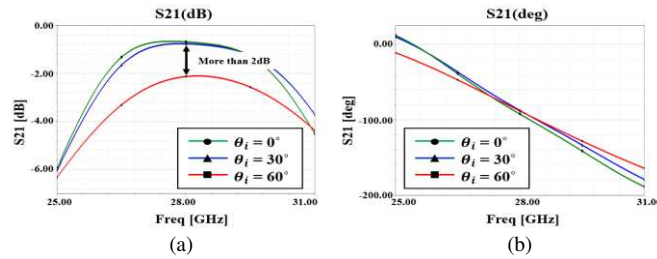 S21(dB)
0.00
-2.00
-4.00
-6.00
S21 [dB]
More than 2dB
θi = 0°
θi = 30°
θi = 60°
25.00
28.00
31.00
Freq [GHz]
(a)
S21(deg)
0.00
-100.00
-200.00
S21 [deg]
θi = 0°
θi = 30°
θi = 60°
25.00
28.00
31.00
Freq [GHz]
(b)